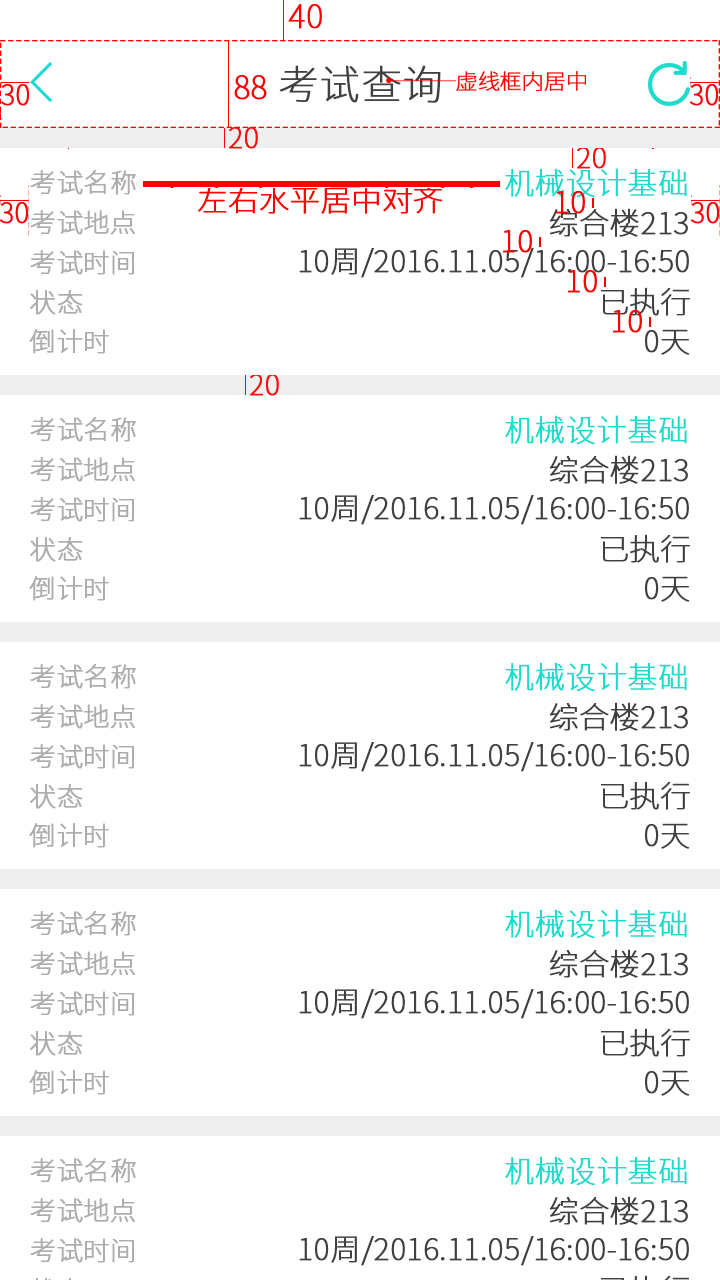 40
88 考试查询 虚线框内居中
30 30
20
20
考试名称 机械设计基础
左右水平居中对齐
30 30
10
考试地点 综合楼213
10
考试时间 10周/2016.11.05/16:00-16:50
10
状态 已执行
10
倒计时 0天
20
考试名称 机械设计基础
考试地点 综合楼213
考试时间 10周/2016.11.05/16:00-16:50
状态 已执行
倒计时 0天
考试名称 机械设计基础
考试地点 综合楼213
考试时间 10周/2016.11.05/16:00-16:50
状态 已执行
倒计时 0天
考试名称 机械设计基础
考试地点 综合楼213
考试时间 10周/2016.11.05/16:00-16:50
状态 已执行
倒计时 0天
考试名称 机械设计基础
考试地点 综合楼213
考试时间 10周/2016.11.05/16:00-16:50